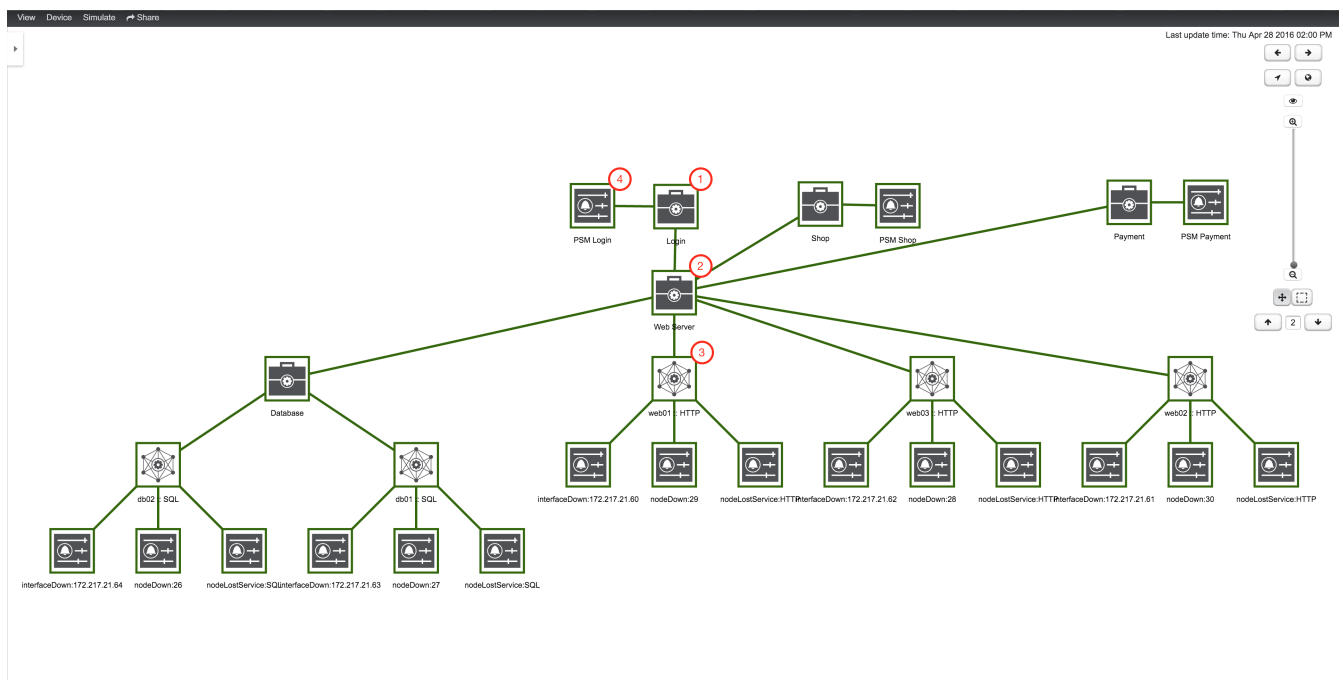 View Device Simulate Share
Last update time: Thu Apr 28 2016 02:00 PM
4
1
PSM Login
Login
Shop
PSM Shop
Payment
PSM Payment
2
Web Server
2
3
Database
web01 :: HTTP
web03 :: HTTP
web02 :: HTTP
db02 :: SQL
db01 :: SQL
interfaceDown:172.217.21.60
nodeDown:29
nodeLostService:HTTP
interfaceDown:172.217.21.62
nodeDown:28
nodeLostService:HTTP
interfaceDown:172.217.21.61
nodeDown:30
nodeLostService:HTTP
interfaceDown:172.217.21.64
nodeDown:26
nodeLostService:SQL
interfaceDown:172.217.21.63
nodeDown:27
nodeLostService:SQL